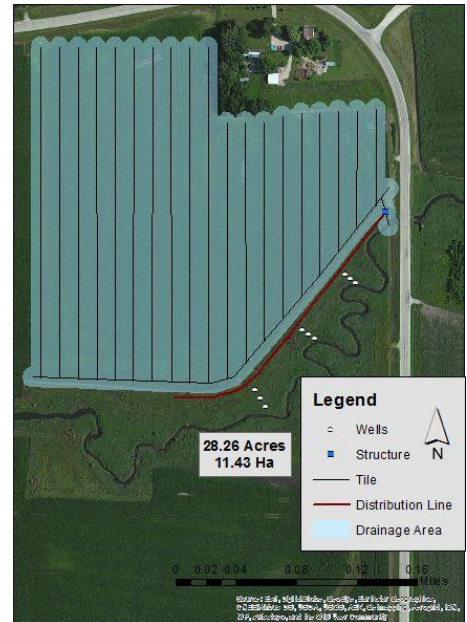 28.26 Acres
11.43 Ha
Legend
Wells
Structure
Tile
Distribution Line
Drainage Area
N
0 0.02 0.04 0.08 0.12 0.16
Miles
Community